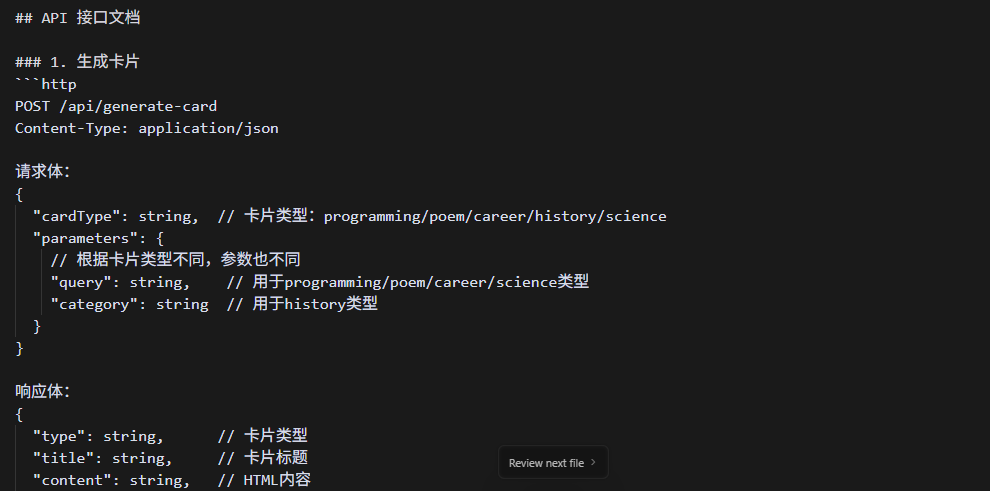 ## API 接口文档
### 1. 生成卡片
```http
POST /api/generate-card
Content-Type: application/json
请求体：
{
  "cardType": string,  // 卡片类型：programming/poem/career/history/science
  "parameters": {
    // 根据卡片类型不同，参数也不同
    "query": string,    // 用于programming/poem/career/science类型
    "category": string  // 用于history类型
  }
}
响应体：
{
  "type": string,      // 卡片类型
  "title": string,     // 卡片标题
  "content": string,   // HTML内容
Review next file >